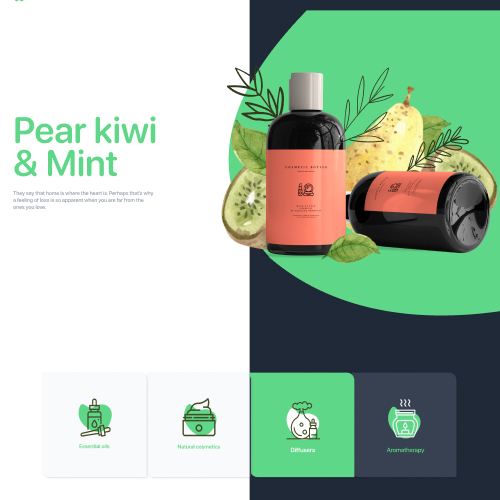 Pear kiwi
& Mint
They say that home is where the heart is. Perhaps that's why
a feeling of loss is so apparent when you are far from the
ones you love.
COSMETIC BOTTLE
Essential oils
Natural cosmetics
Diffusers
Aromatherapy